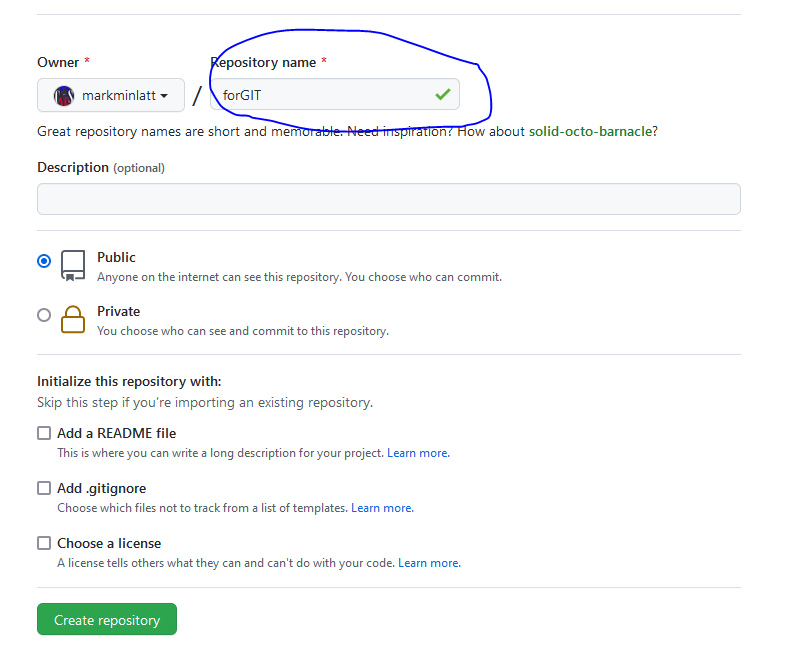 Owner *
Repository name *
markminlatt
/
forGIT
Great repository names are short and memorable. Need inspiration? How about solid-octo-barnacle?
Description (optional)
Public
Anyone on the internet can see this repository. You choose who can commit.
Private
You choose who can see and commit to this repository.
Initialize this repository with:
Skip this step if you're importing an existing repository.
Add a README file
This is where you can write a long description for your project. Learn more.
Add .gitignore
Choose which files not to track from a list of templates. Learn more.
Choose a license
A license tells others what they can and can't do with your code. Learn more.
Create repository